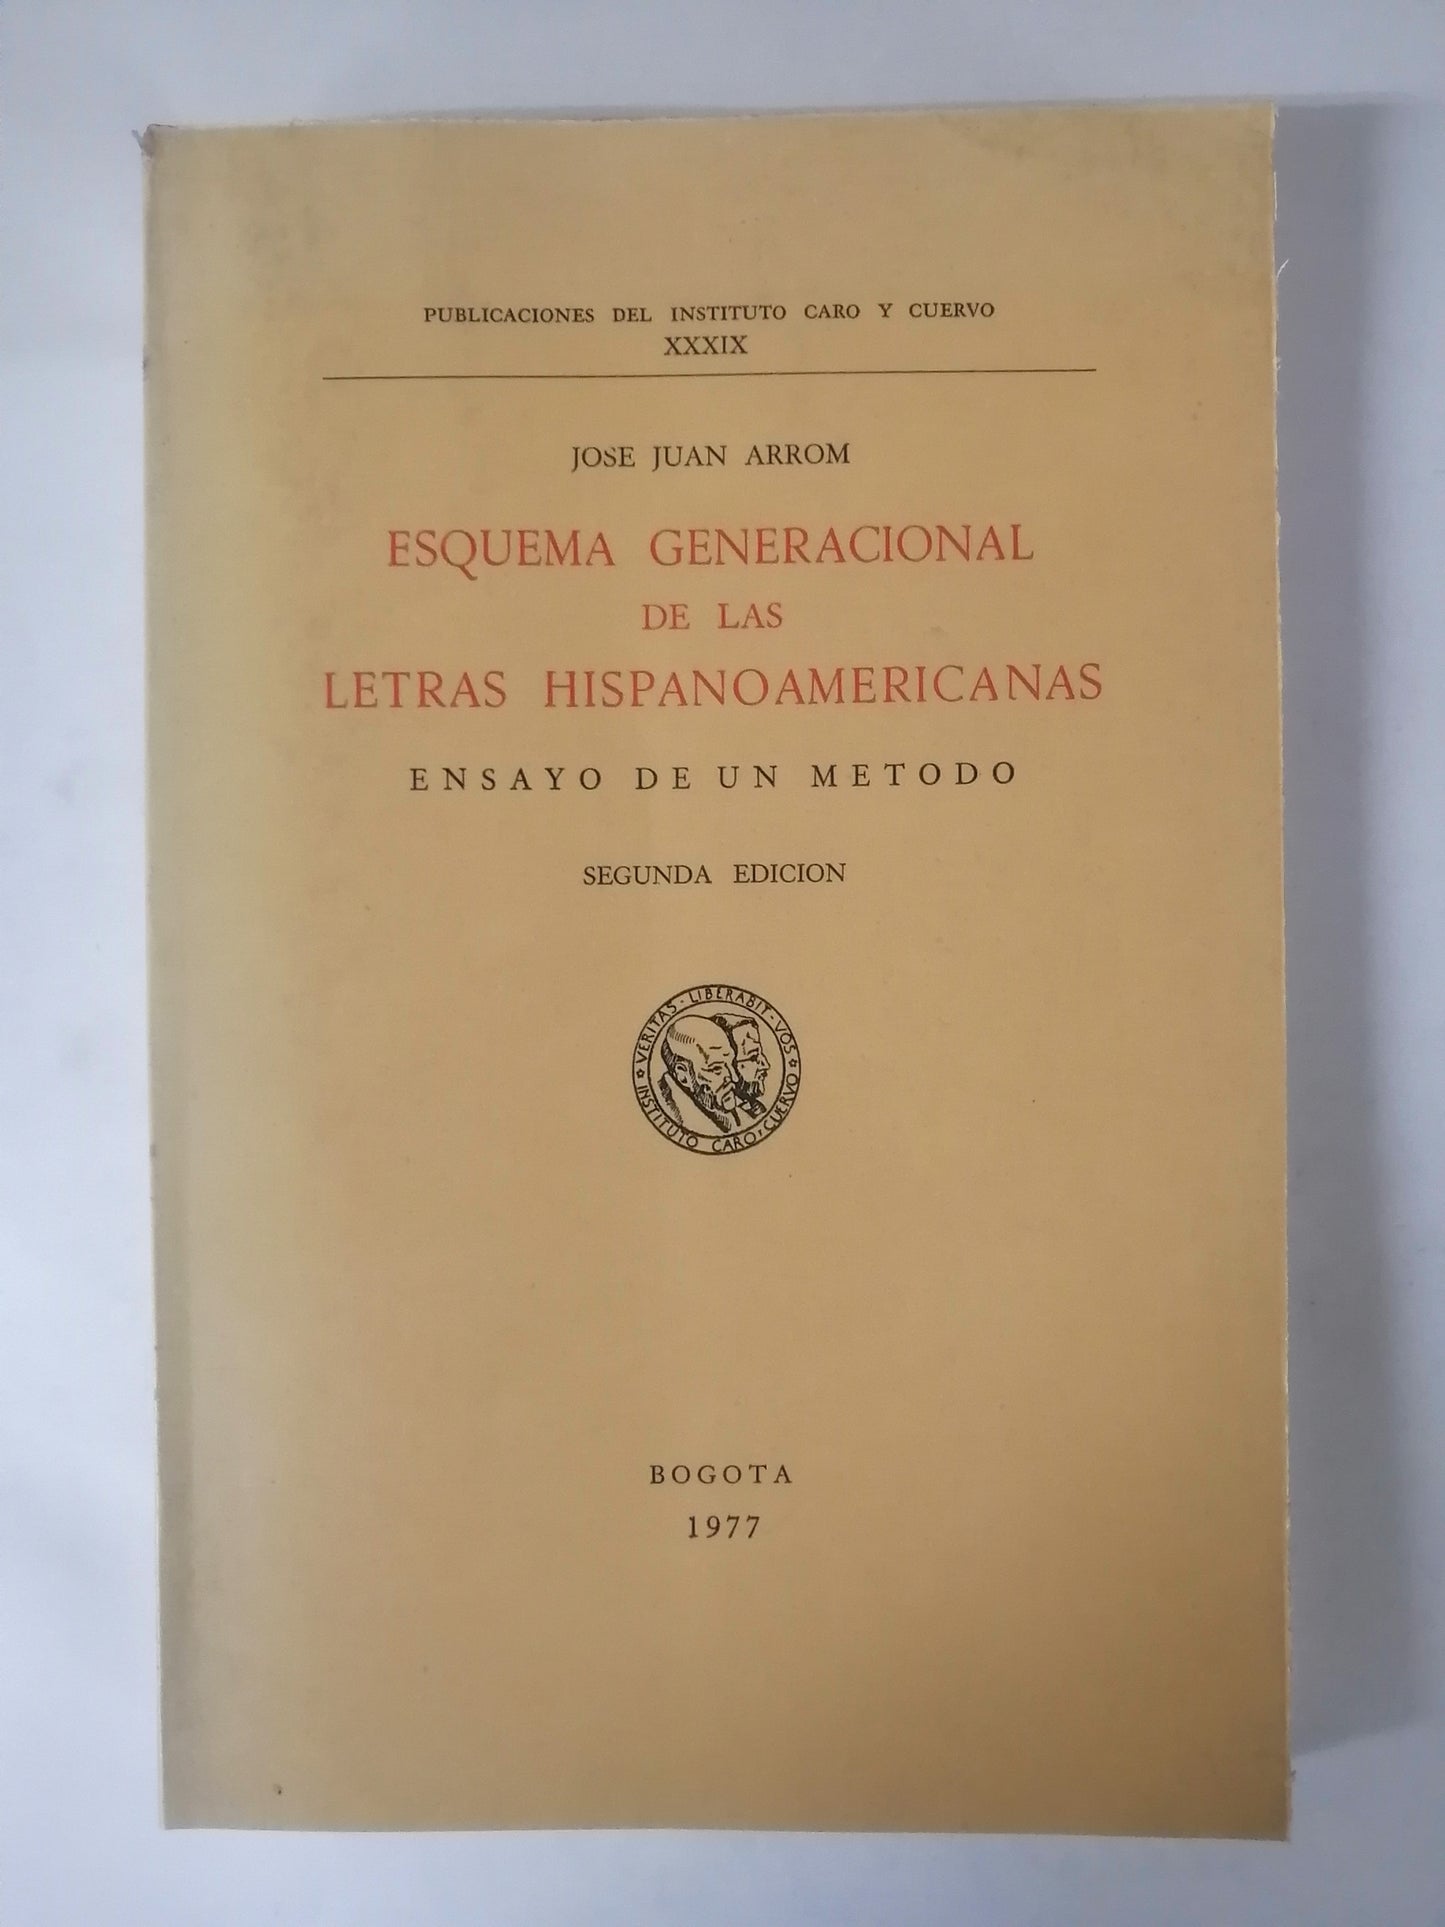 PUBLICACIONES DEL INSTITUTO CARO Y CUERVO
XXXIX
JOSE JUAN ARROM
ESQUEMA GENERACIONAL
DE LAS
LETRAS HISPANOAMERICANAS
ENSAYO DE UN METODO
SEGUNDA EDICION
VERITAS · LIBERABIT · VOS
INSTITUTO CARO Y CUERVO
BOGOTA
1977